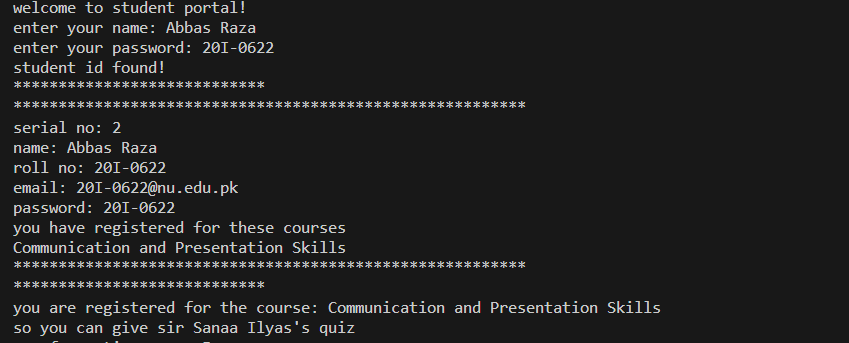 welcome to student portal!
enter your name: Abbas Raza
enter your password: 20I-0622
student id found!
****************************
*********************************************************
serial no: 2
name: Abbas Raza
roll no: 20I-0622
email: 20I-0622@nu.edu.pk
password: 20I-0622
you have registered for these courses
Communication and Presentation Skills
*********************************************************
****************************
you are registered for the course: Communication and Presentation Skills
so you can give sir Sanaa Ilyas's quiz